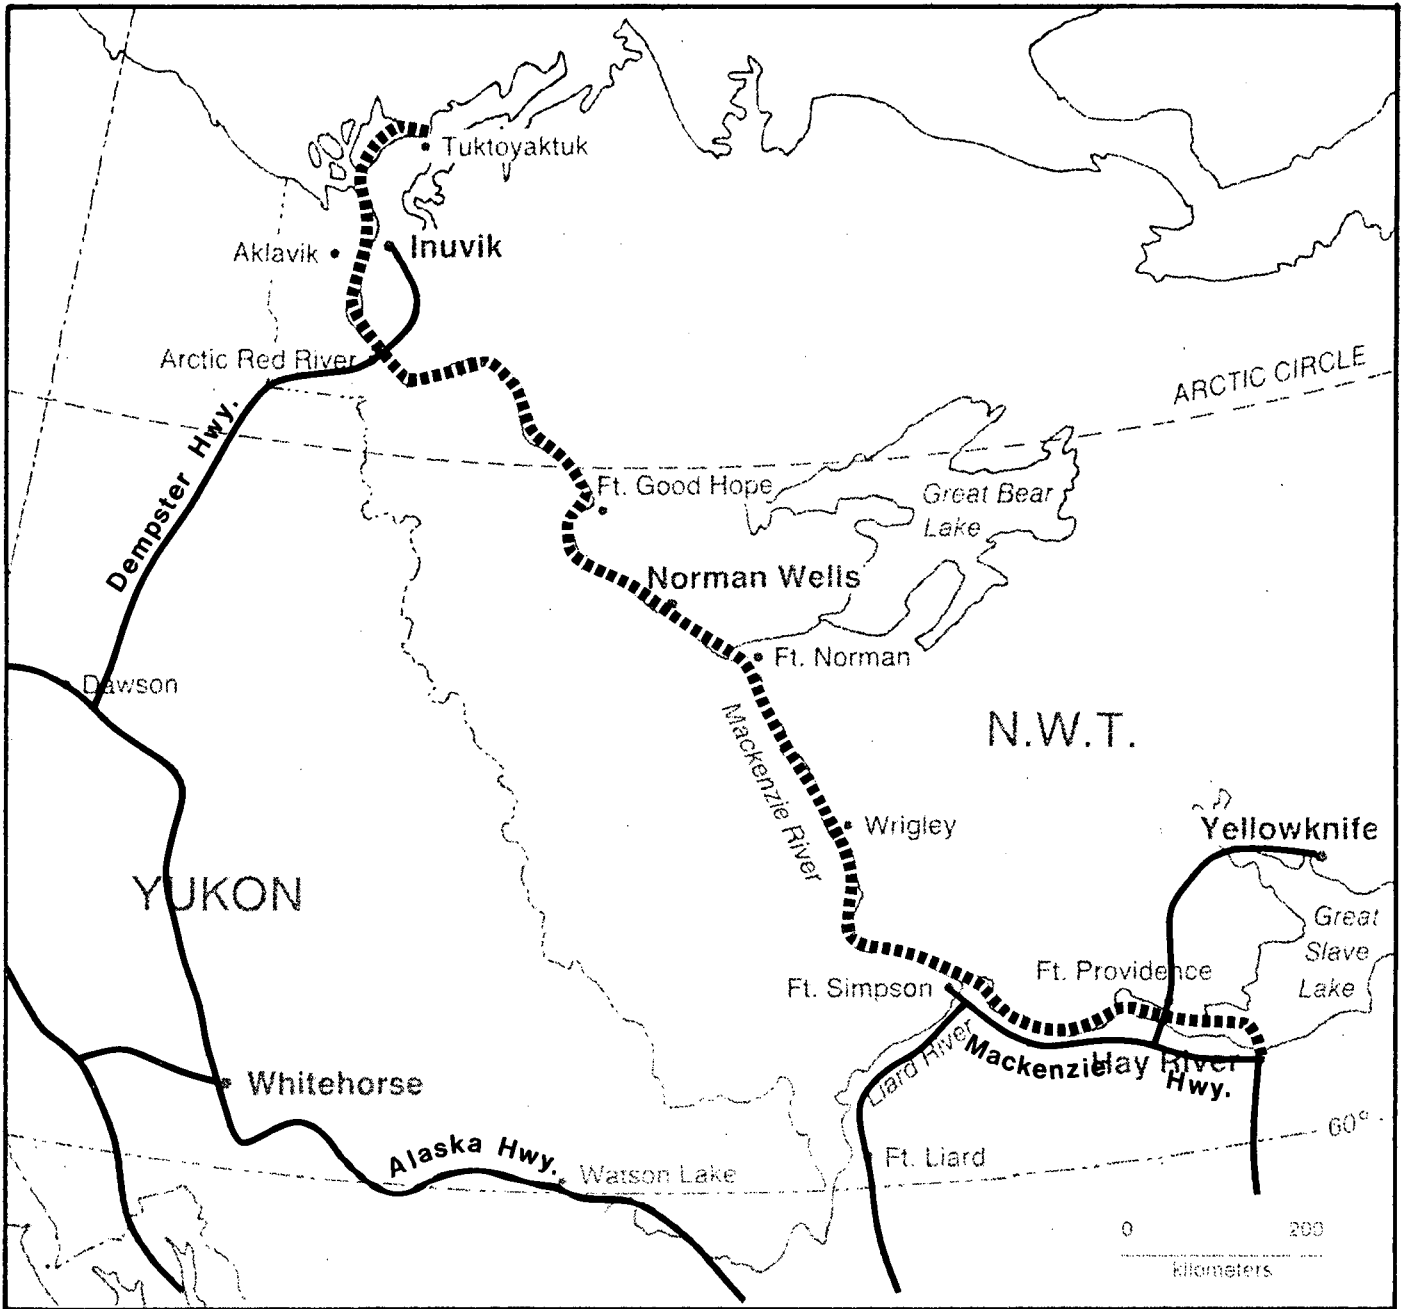 Tuktoyaktuk
Aklavik
Inuvik
Arctic Red River
ARCTIC CIRCLE
Dempster Hwy.
Ft. Good Hope
Great Bear
Lake
Norman Wells
Ft. Norman
Dawson
Mackenzie River
N.W.T.
Wrigley
Yellowknife
YUKON
Great
Slave
Lake
Ft. Providence
Ft. Simpson
Liard River
Mackenzie Hwy.
Hay River
Whitehorse
60°
Alaska Hwy.
Watson Lake
Ft. Liard
0 200
kilometers